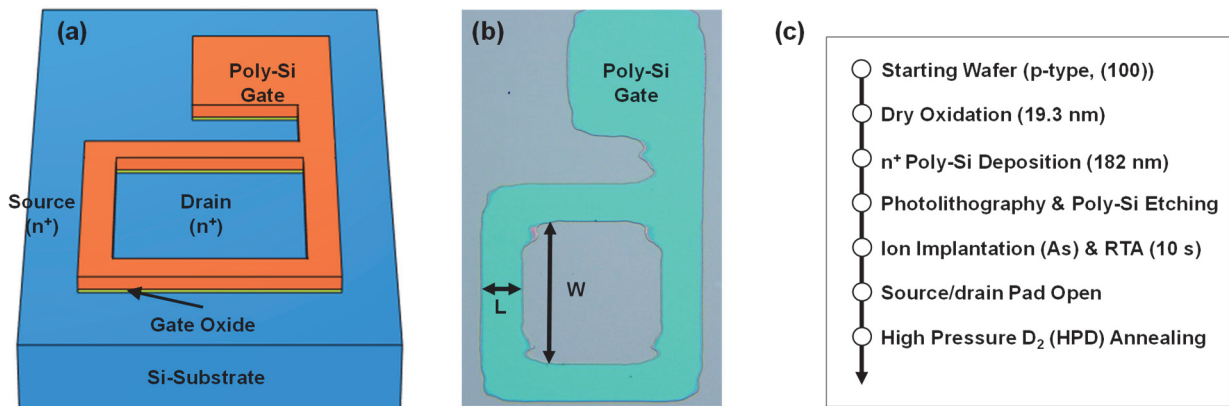 (a)
Poly-Si
Gate
Source
(n⁺)
Drain
(n⁺)
Gate Oxide
Si-Substrate
(b)
Poly-Si
Gate
L
W
(c)
Starting Wafer (p-type, (100))
Dry Oxidation (19.3 nm)
n⁺ Poly-Si Deposition (182 nm)
Photolithography & Poly-Si Etching
Ion Implantation (As) & RTA (10 s)
Source/drain Pad Open
High Pressure D₂ (HPD) Annealing